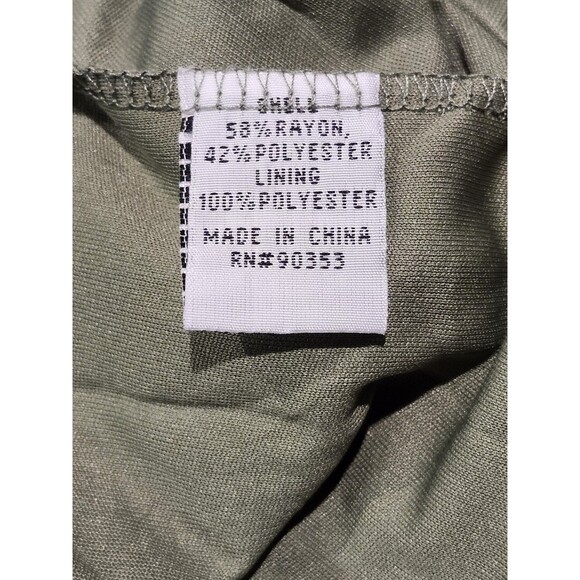 SHELL
58%RAYON,
42%POLYESTER
LINING
100%POLYESTER
MADE IN CHINA
RN#90353